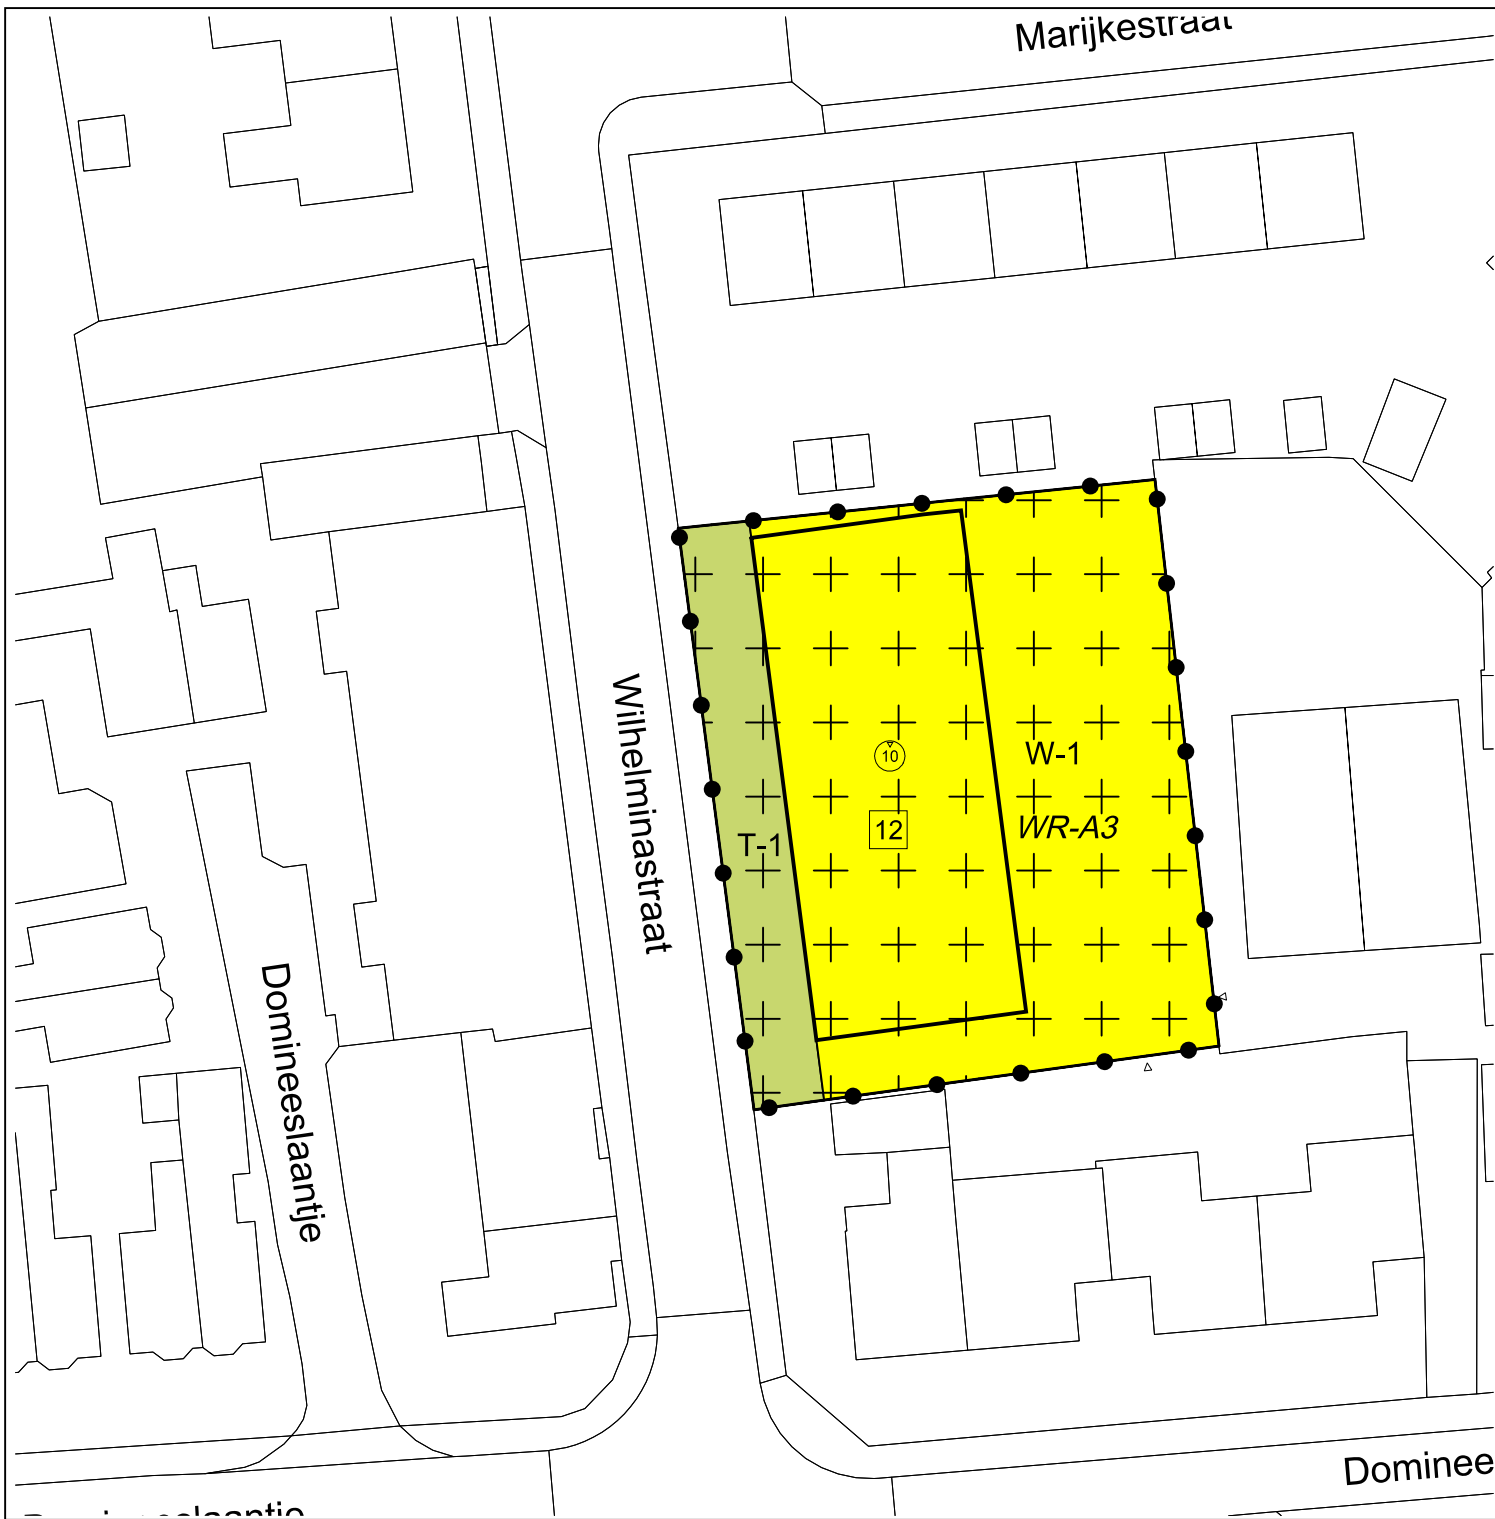 Marijkestraat
Wilhelminastraat
10
W-1
12
WR-A3
T-1
Domineeslaantje
Dominee